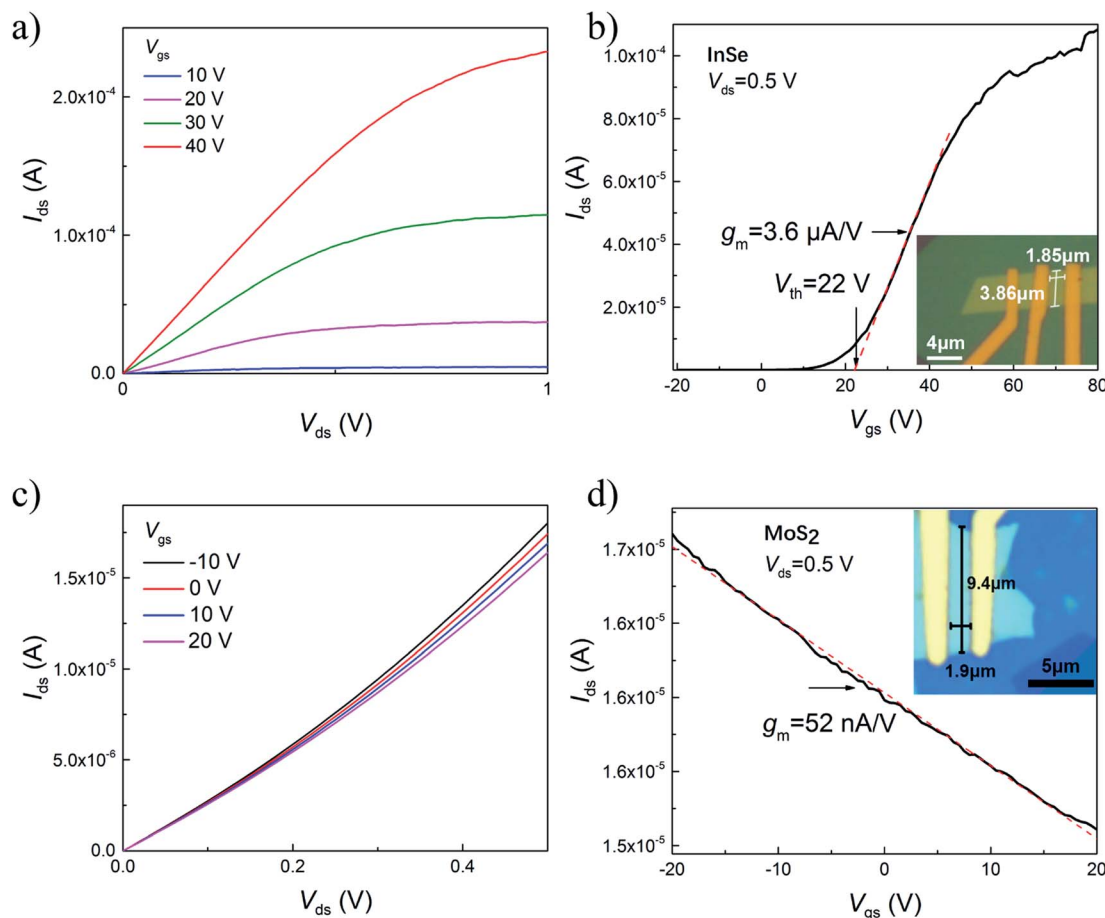 a)
V_gs
10 V
20 V
30 V
40 V
2.0x10⁻⁴
1.0x10⁻⁴
0.0
I_ds (A)
0
1
V_ds (V)
b)
InSe
V_ds=0.5 V
1.0x10⁻⁴
8.0x10⁻⁵
6.0x10⁻⁵
4.0x10⁻⁵
2.0x10⁻⁵
I_ds (A)
g_m=3.6 µA/V
V_th=22 V
1.85µm
3.86µm
4µm
-20
0
20
40
60
80
V_gs (V)
c)
V_gs
-10 V
0 V
10 V
20 V
1.5x10⁻⁵
1.0x10⁻⁵
5.0x10⁻⁶
0.0
I_ds (A)
0.0
0.2
0.4
V_ds (V)
d)
MoS₂
V_ds=0.5 V
1.7x10⁻⁵
1.6x10⁻⁵
1.6x10⁻⁵
1.6x10⁻⁵
1.5x10⁻⁵
I_ds (A)
g_m=52 nA/V
9.4µm
1.9µm
5µm
-20
-10
0
10
20
V_gs (V)